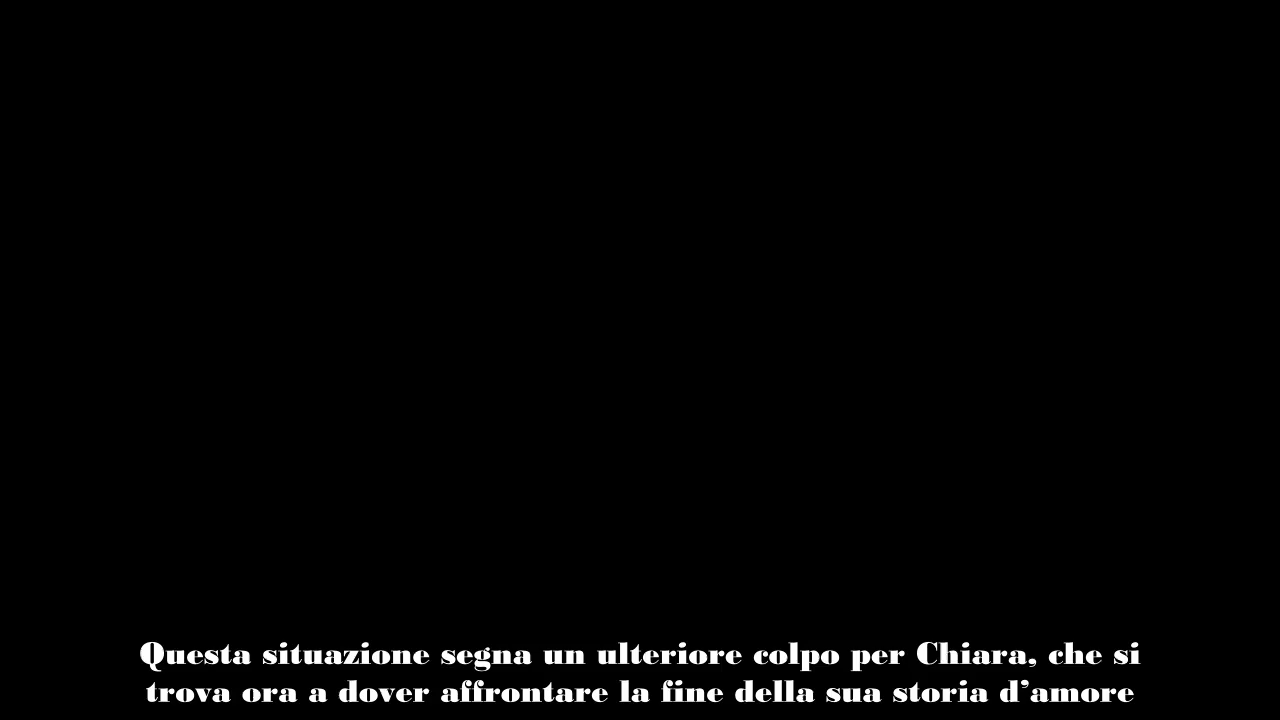 Questa situazione segna un ulteriore colpo per Chiara, che si
trova ora a dover affrontare la fine della sua storia d’amore